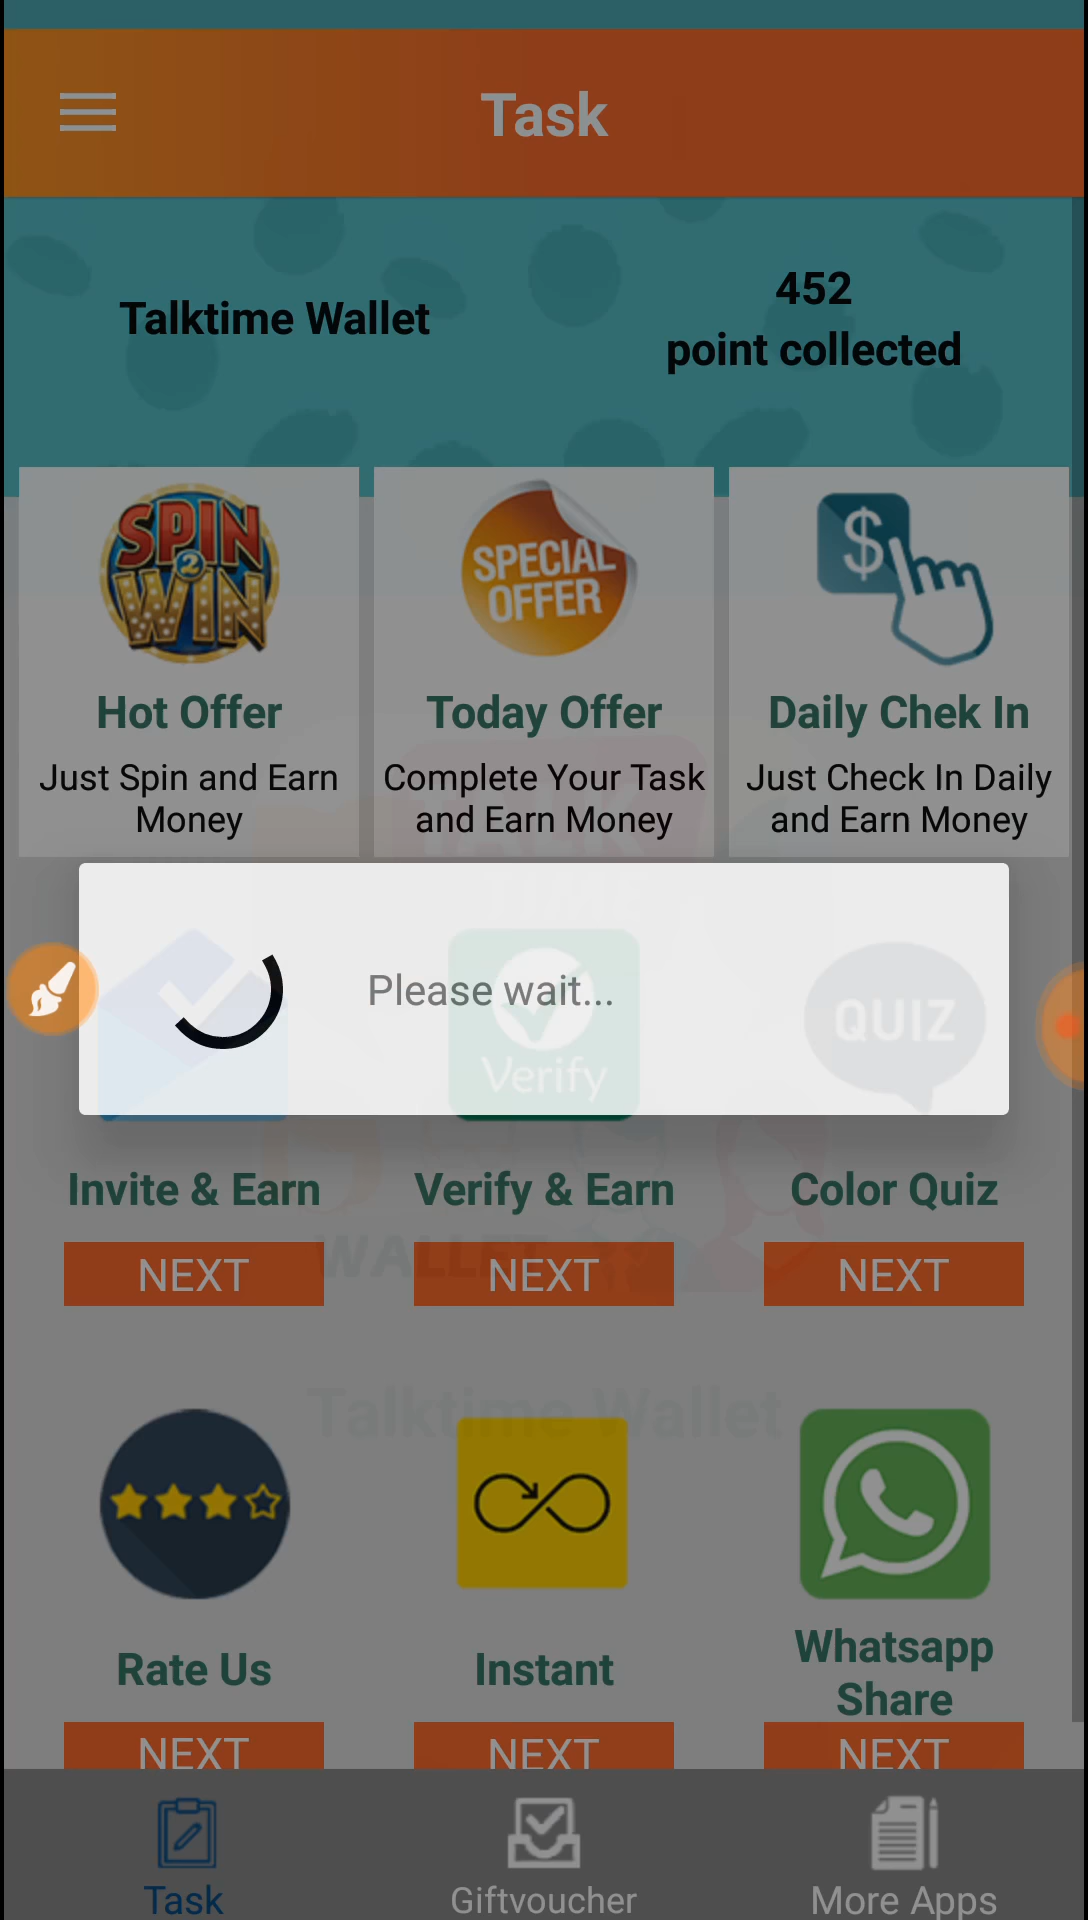 Task
Talktime Wallet
452
point collected
SPIN
2
WIN
SPECIAL
OFFER
$
Hot Offer
Today Offer
Daily Chek In
Just Spin and Earn
Money
Complete Your Task
and Earn Money
Just Check In Daily
and Earn Money
TALK
TIME
Please wait...
Verify
QUIZ
Invite & Earn
Verify & Earn
Color Quiz
WALLET
NEXT
NEXT
NEXT
Talktime Wallet
Rate Us
Instant
Whatsapp
Share
NEXT
NEXT
NEXT
Task
Giftvoucher
More Apps